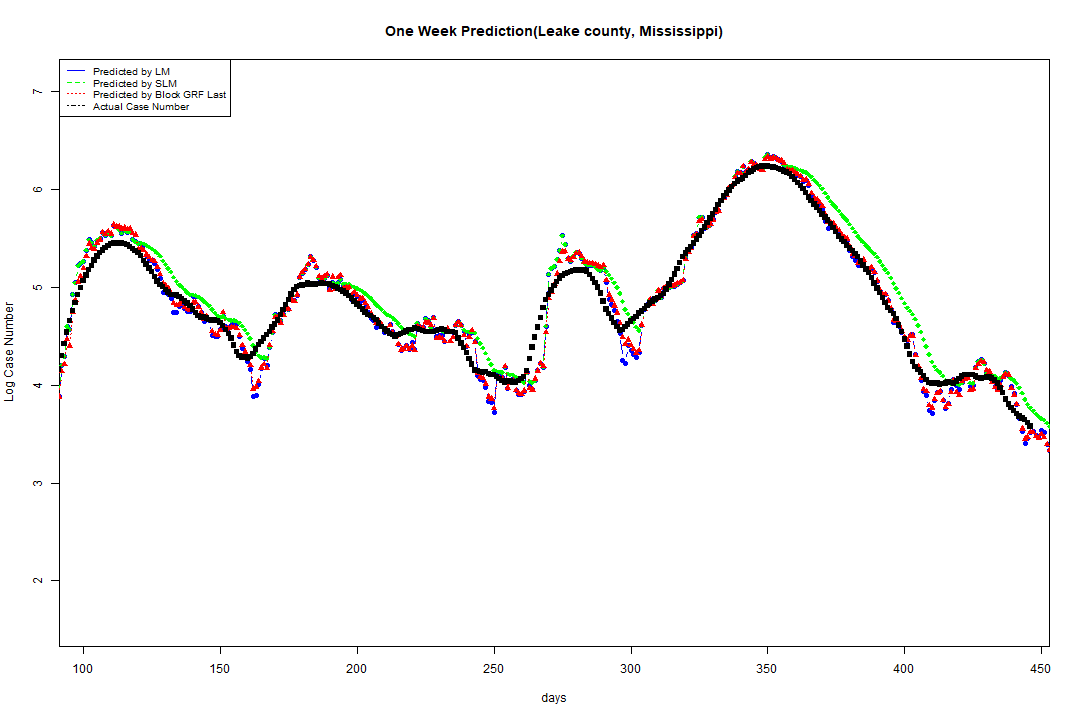 One Week Prediction(Leake county, Mississippi)
Predicted by LM
Predicted by SLM
Predicted by Block GRF Last
Actual Case Number
7
6
5
4
3
2
Log Case Number
100 150 200 250 300 350 400 450
days